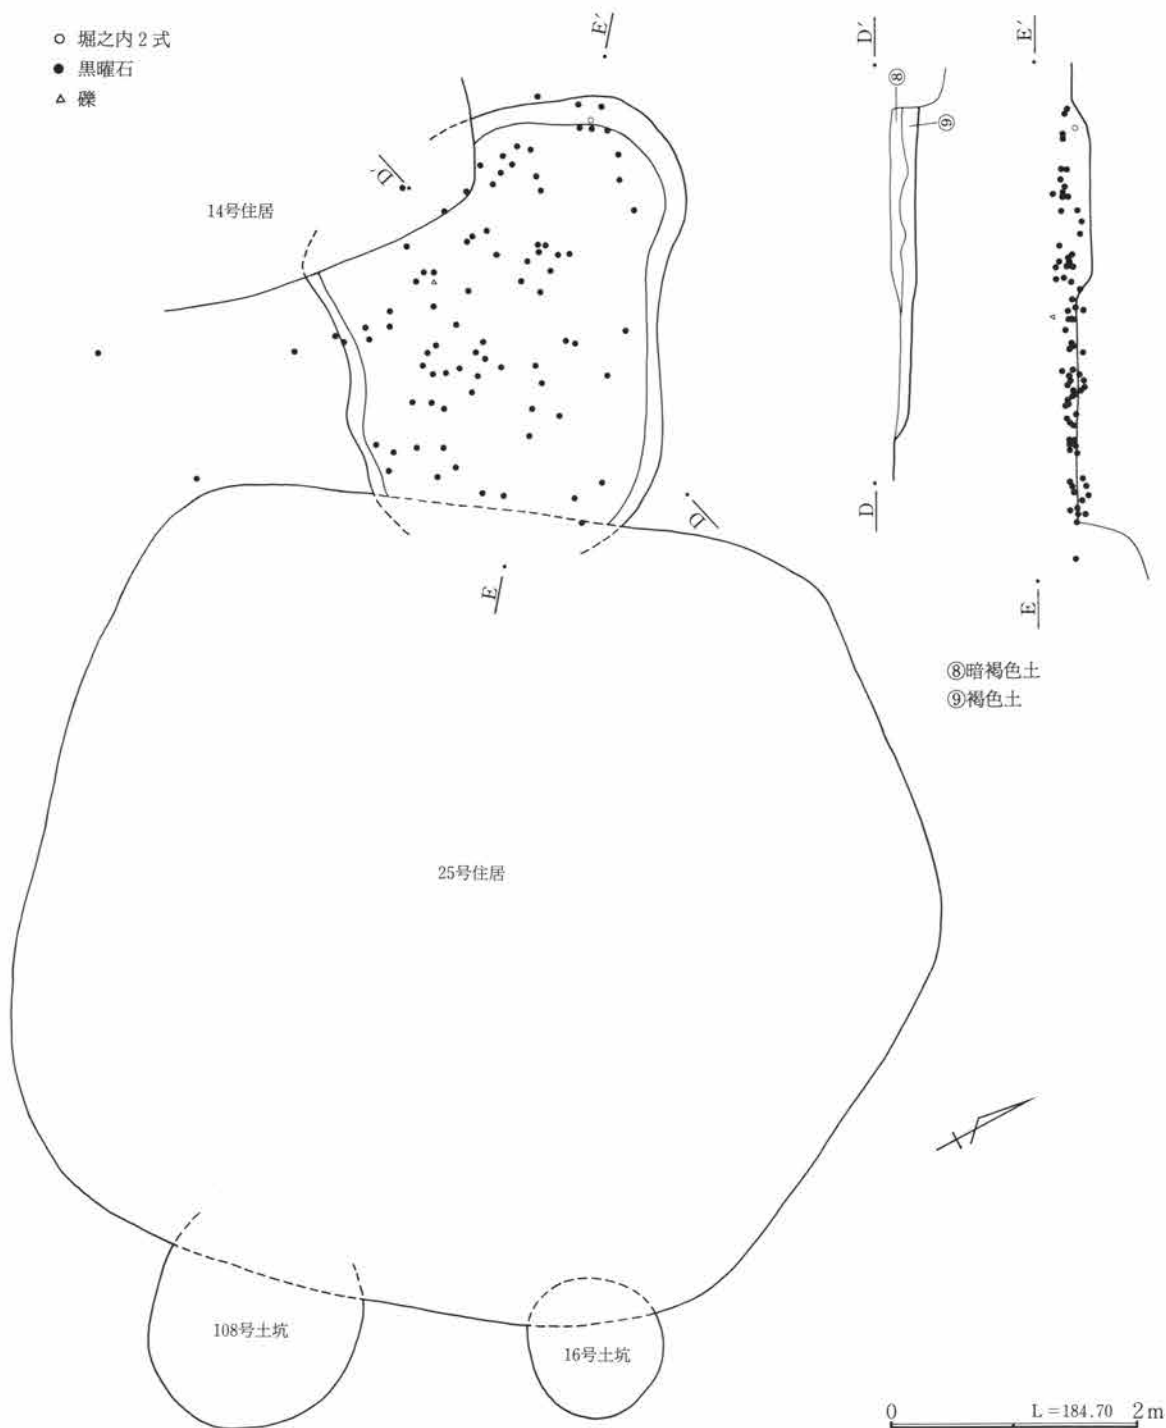 堀之内2式
黒曜石
礫
E′
D′
14号住居
D
E
D′
⑧
⑨
D
E′
E
⑧暗褐色土
⑨褐色土
25号住居
108号土坑
16号土坑
0 L=184.70 2m